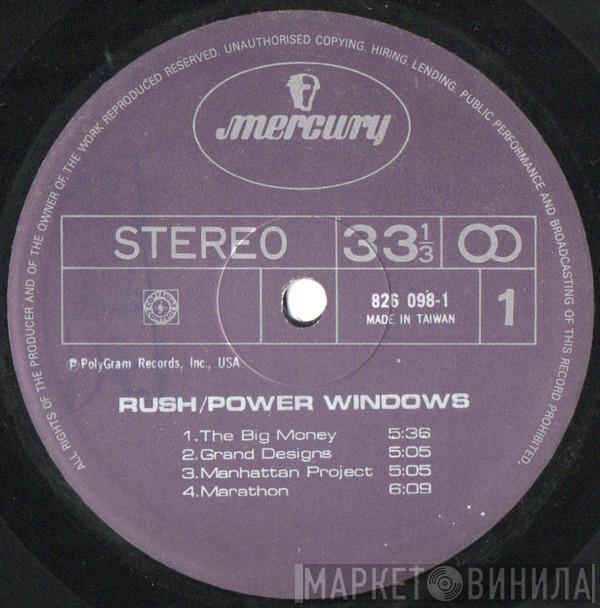 ALL RIGHTS OF THE PRODUCER AND OF THE OWNER OF THE WORK REPRODUCED RESERVED. UNAUTHORISED COPYING. HIRING. LENDING. PUBLIC PERFORMANCE AND BROADCASTING OF THIS RECORD PROHIBITED.
mercury
STEREO 33 1/3
826 098-1
MADE IN TAIWAN
1
℗ PolyGram Records, Inc., USA
RUSH/POWER WINDOWS
1.The Big Money 5:36
2.Grand Designs 5:05
3.Manhattan Project 5:05
4.Marathon 6:09
МАРКЕТ ВИНИЛА